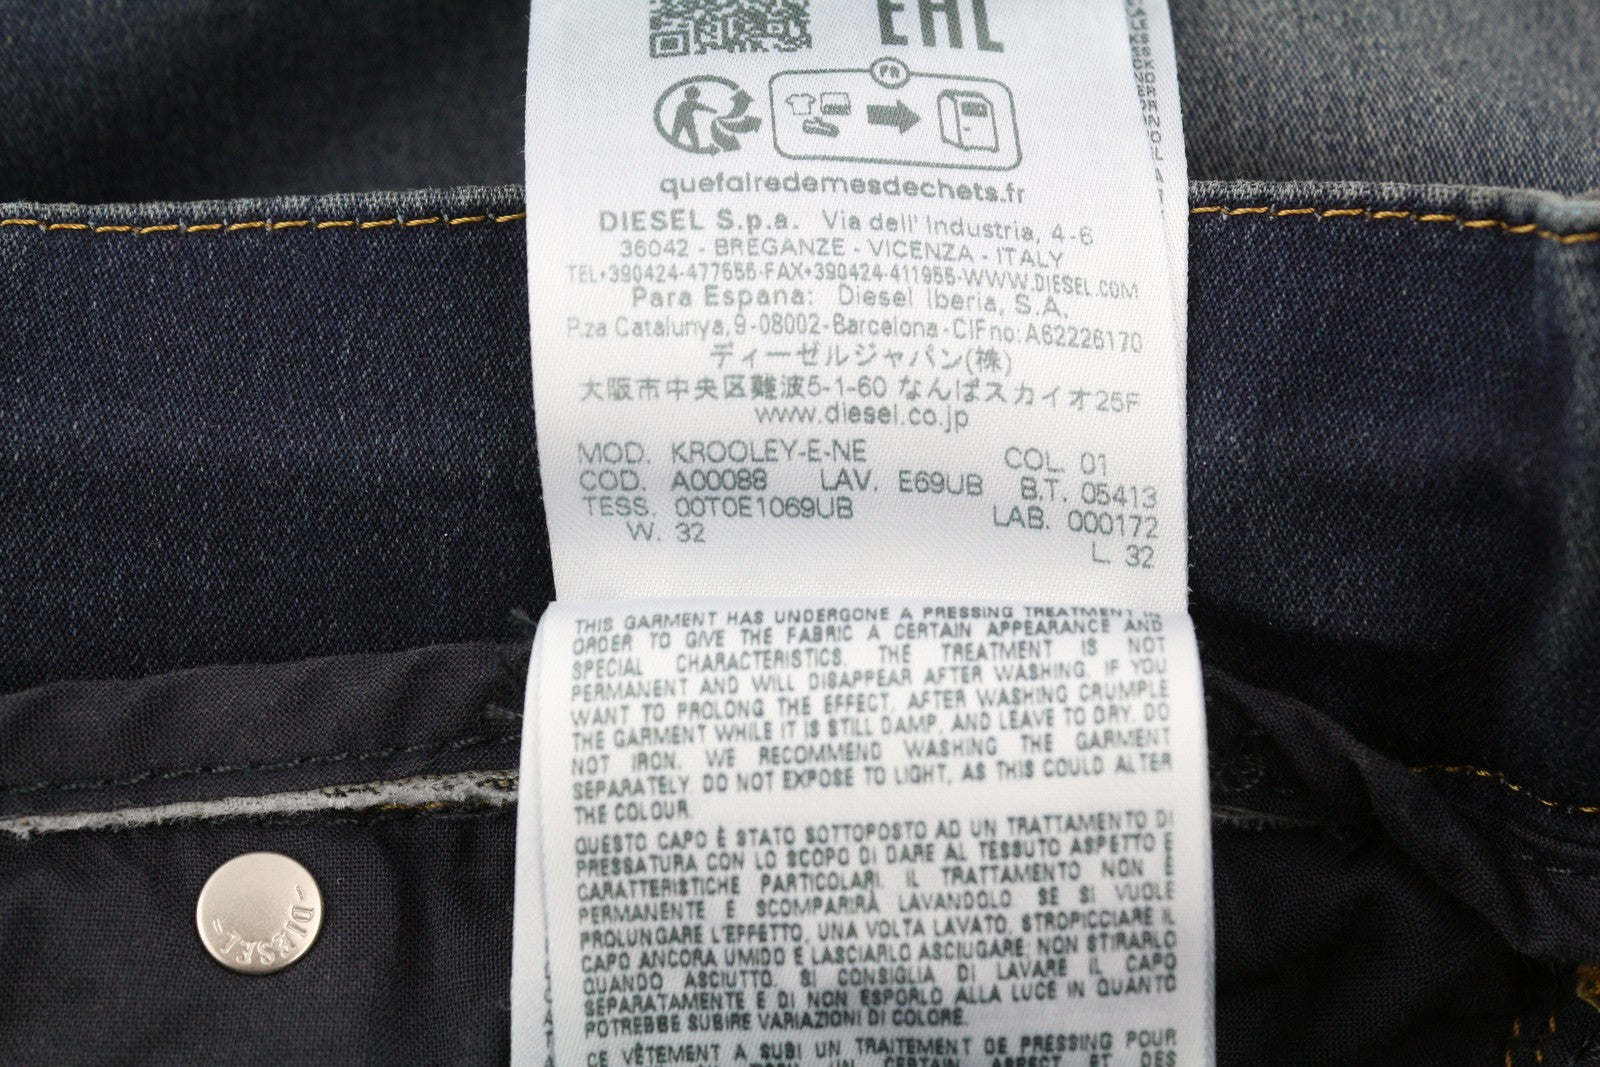 EAC
FR
quefairedemesdechets.fr
DIESEL S.p.a. Via dell' Industria, 4-6
36042 - BREGANZE - VICENZA - ITALY
TEL+390424-477555-FAX+390424-411955-WWW.DIESEL.COM
Para Espana: Diesel Iberia, S.A.
P.za Catalunya, 9 - 08002 - Barcelona - CIF no: A62226170
ディーゼルジャパン(株)
大阪市中央区難波5-1-60 なんばスカイオ25F
www.diesel.co.jp
MOD. KROOLEY-E-NE COL. 01
COD. A00088 LAV. E69UB B.T. 05413
TESS. 00T0E1069UB LAB. 000172
W. 32 L. 32
THIS GARMENT HAS UNDERGONE A PRESSING TREATMENT IN
ORDER TO GIVE THE FABRIC A CERTAIN APPEARANCE AND
SPECIAL CHARACTERISTICS. THE TREATMENT IS NOT
PERMANENT AND WILL DISAPPEAR AFTER WASHING. IF YOU
WANT TO PROLONG THE EFFECT, AFTER WASHING CRUMPLE
THE GARMENT WHILE IT IS STILL DAMP, AND LEAVE TO DRY. DO
NOT IRON. WE RECOMMEND WASHING THE GARMENT
SEPARATELY. DO NOT EXPOSE TO LIGHT, AS THIS COULD ALTER
THE COLOUR.
QUESTO CAPO È STATO SOTTOPOSTO AD UN TRATTAMENTO DI
PRESSATURA CON LO SCOPO DI DARE AL TESSUTO ASPETTO E
CARATTERISTICHE PARTICOLARI. IL TRATTAMENTO NON È
PERMANENTE E SCOMPARIRÀ LAVANDOLO. SE SI VUOLE
PROLUNGARE L'EFFETTO, UNA VOLTA LAVATO, STROPICCIARE IL
CAPO ANCORA UMIDO E LASCIARLO ASCIUGARE; NON STIRARLO
QUANDO ASCIUTTO. SI CONSIGLIA DI LAVARE IL CAPO
SEPARATAMENTE E DI NON ESPORLO ALLA LUCE IN QUANTO
POTREBBE SUBIRE VARIAZIONI DI COLORE.
CE VÊTEMENT A SUBI UN TRAITEMENT DE PRESSING POUR
UN CERTAIN ASPECT ET DES
DIESEL